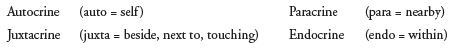 Autocrine (auto = self) Paracrine (para = nearby)
Juxtacrine (juxta = beside, next to, touching) Endocrine (endo = within)